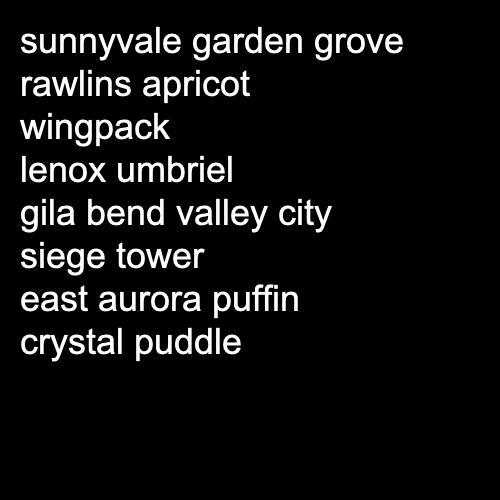 sunnyvale garden grove
rawlins apricot
wingpack
lenox umbriel
gila bend valley city
siege tower
east aurora puffin
crystal puddle